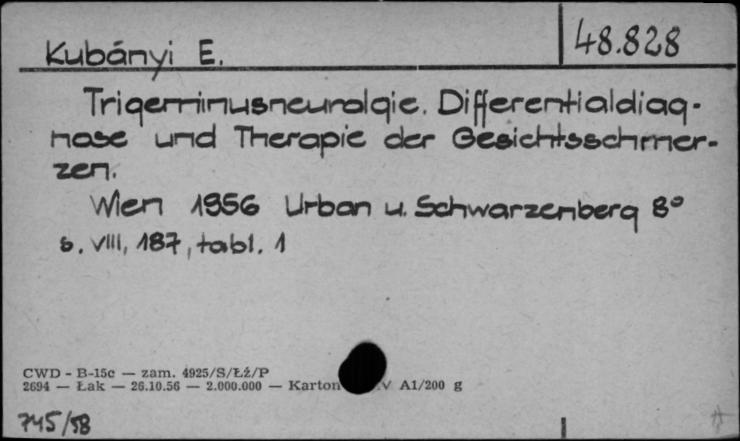 48.828
Kubányi E.
Trigeminusneuralgie. Differentialdiag-
nose und Therapie der Gesichtsschmer-
zen.
Wien 1956 Urban u. Schwarzenberg 8°
s. VIII, 187, tabl. 1
CWD - B-15c — zam. 4925/S/Łź/P
2694 — Łak — 26.10.56 — 2.000.000 — Karton V A1/200 g
745/58